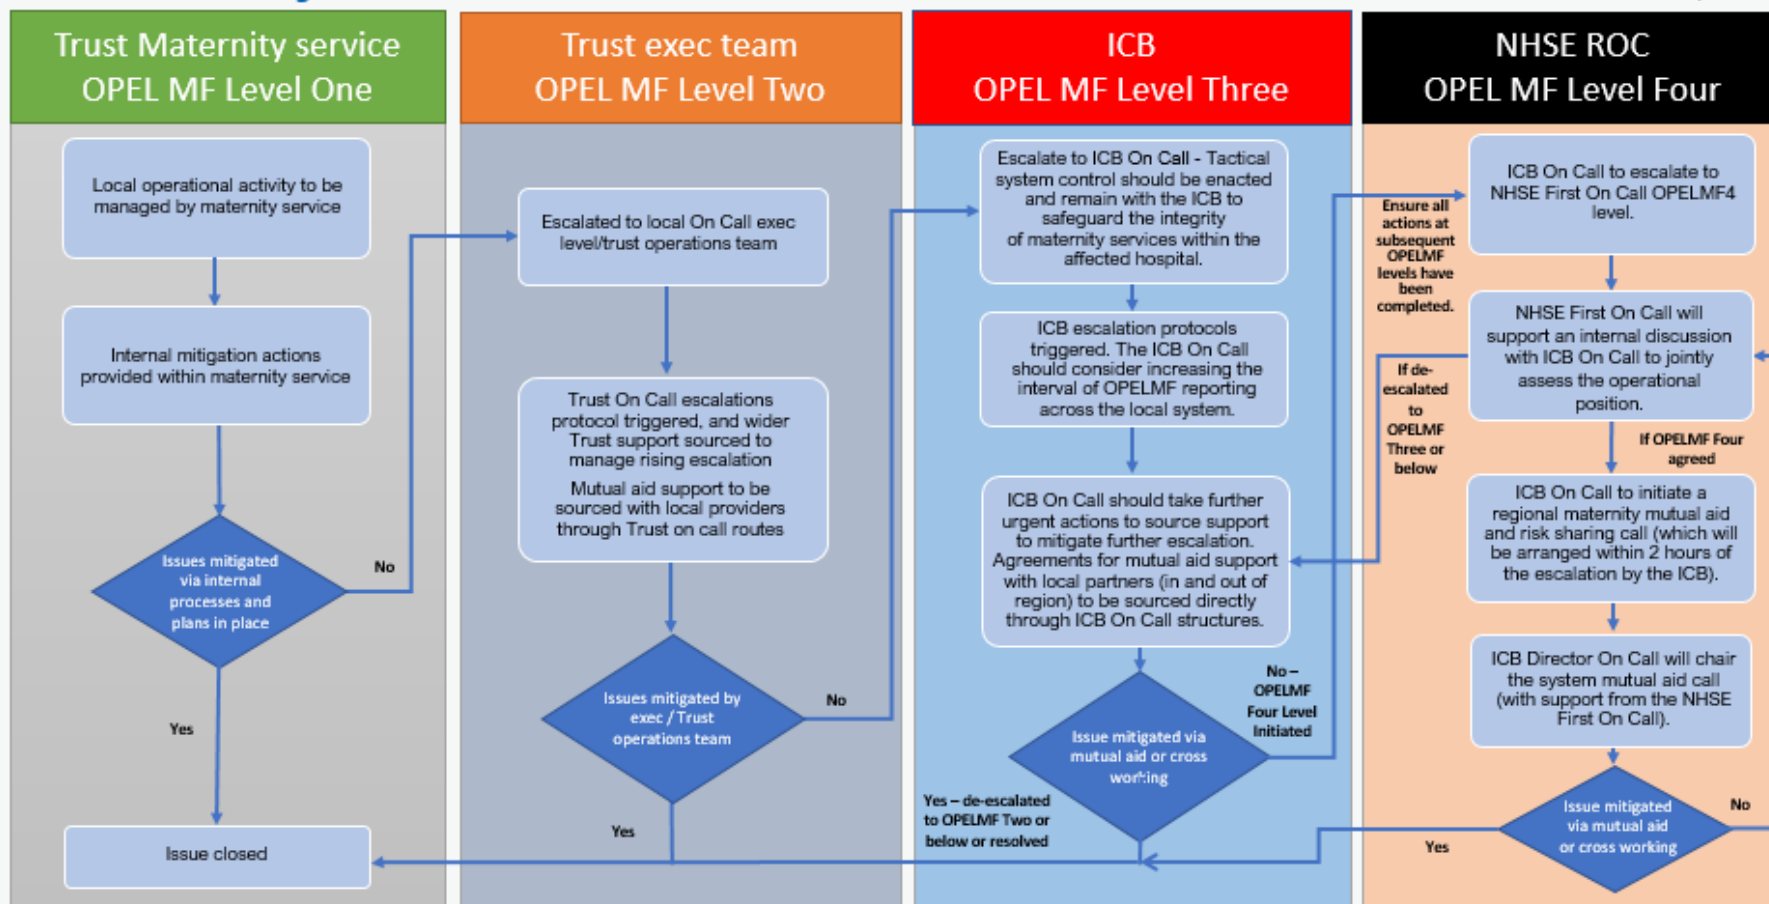 Trust Maternity service
OPEL MF Level One
Local operational activity to be
managed by maternity service
Internal mitigation actions
provided within maternity service
Issues mitigated
via internal
processes and
plans in place
No
Yes
Issue closed
Trust exec team
OPEL MF Level Two
Escalated to local On Call exec
level/trust operations team
Trust On Call escalations
protocol triggered, and wider
Trust support sourced to
manage rising escalation
Mutual aid support to be
sourced with local providers
through Trust on call routes
Issues mitigated by
exec / Trust
operations team
No
Yes
ICB
OPEL MF Level Three
Escalate to ICB On Call - Tactical
system control should be enacted
and remain with the ICB to
safeguard the integrity
of maternity services within the
affected hospital.
ICB escalation protocols
triggered. The ICB On Call
should consider increasing the
interval of OPELMF reporting
across the local system.
ICB On Call should take further
urgent actions to source support
to mitigate further escalation.
Agreements for mutual aid support
with local partners (in and out of
region) to be sourced directly
through ICB On Call structures.
Issue mitigated via
mutual aid or cross
working
No –
OPELMF
Four Level
Initiated
Yes – de-escalated
to OPELMF Two or
below or resolved
NHSE ROC
OPEL MF Level Four
Ensure all
actions at
subsequent
OPELMF
levels have
been
completed.
ICB On Call to escalate to
NHSE First On Call OPELMF4
level.
NHSE First On Call will
support an internal discussion
with ICB On Call to jointly
assess the operational
position.
If de-
escalated
to
OPELMF
Three or
below
If OPELMF Four
agreed
ICB On Call to initiate a
regional maternity mutual aid
and risk sharing call (which will
be arranged within 2 hours of
the escalation by the ICB).
ICB Director On Call will chair
the system mutual aid call
(with support from the NHSE
First On Call).
Issue mitigated
via mutual aid
or cross working
No
Yes